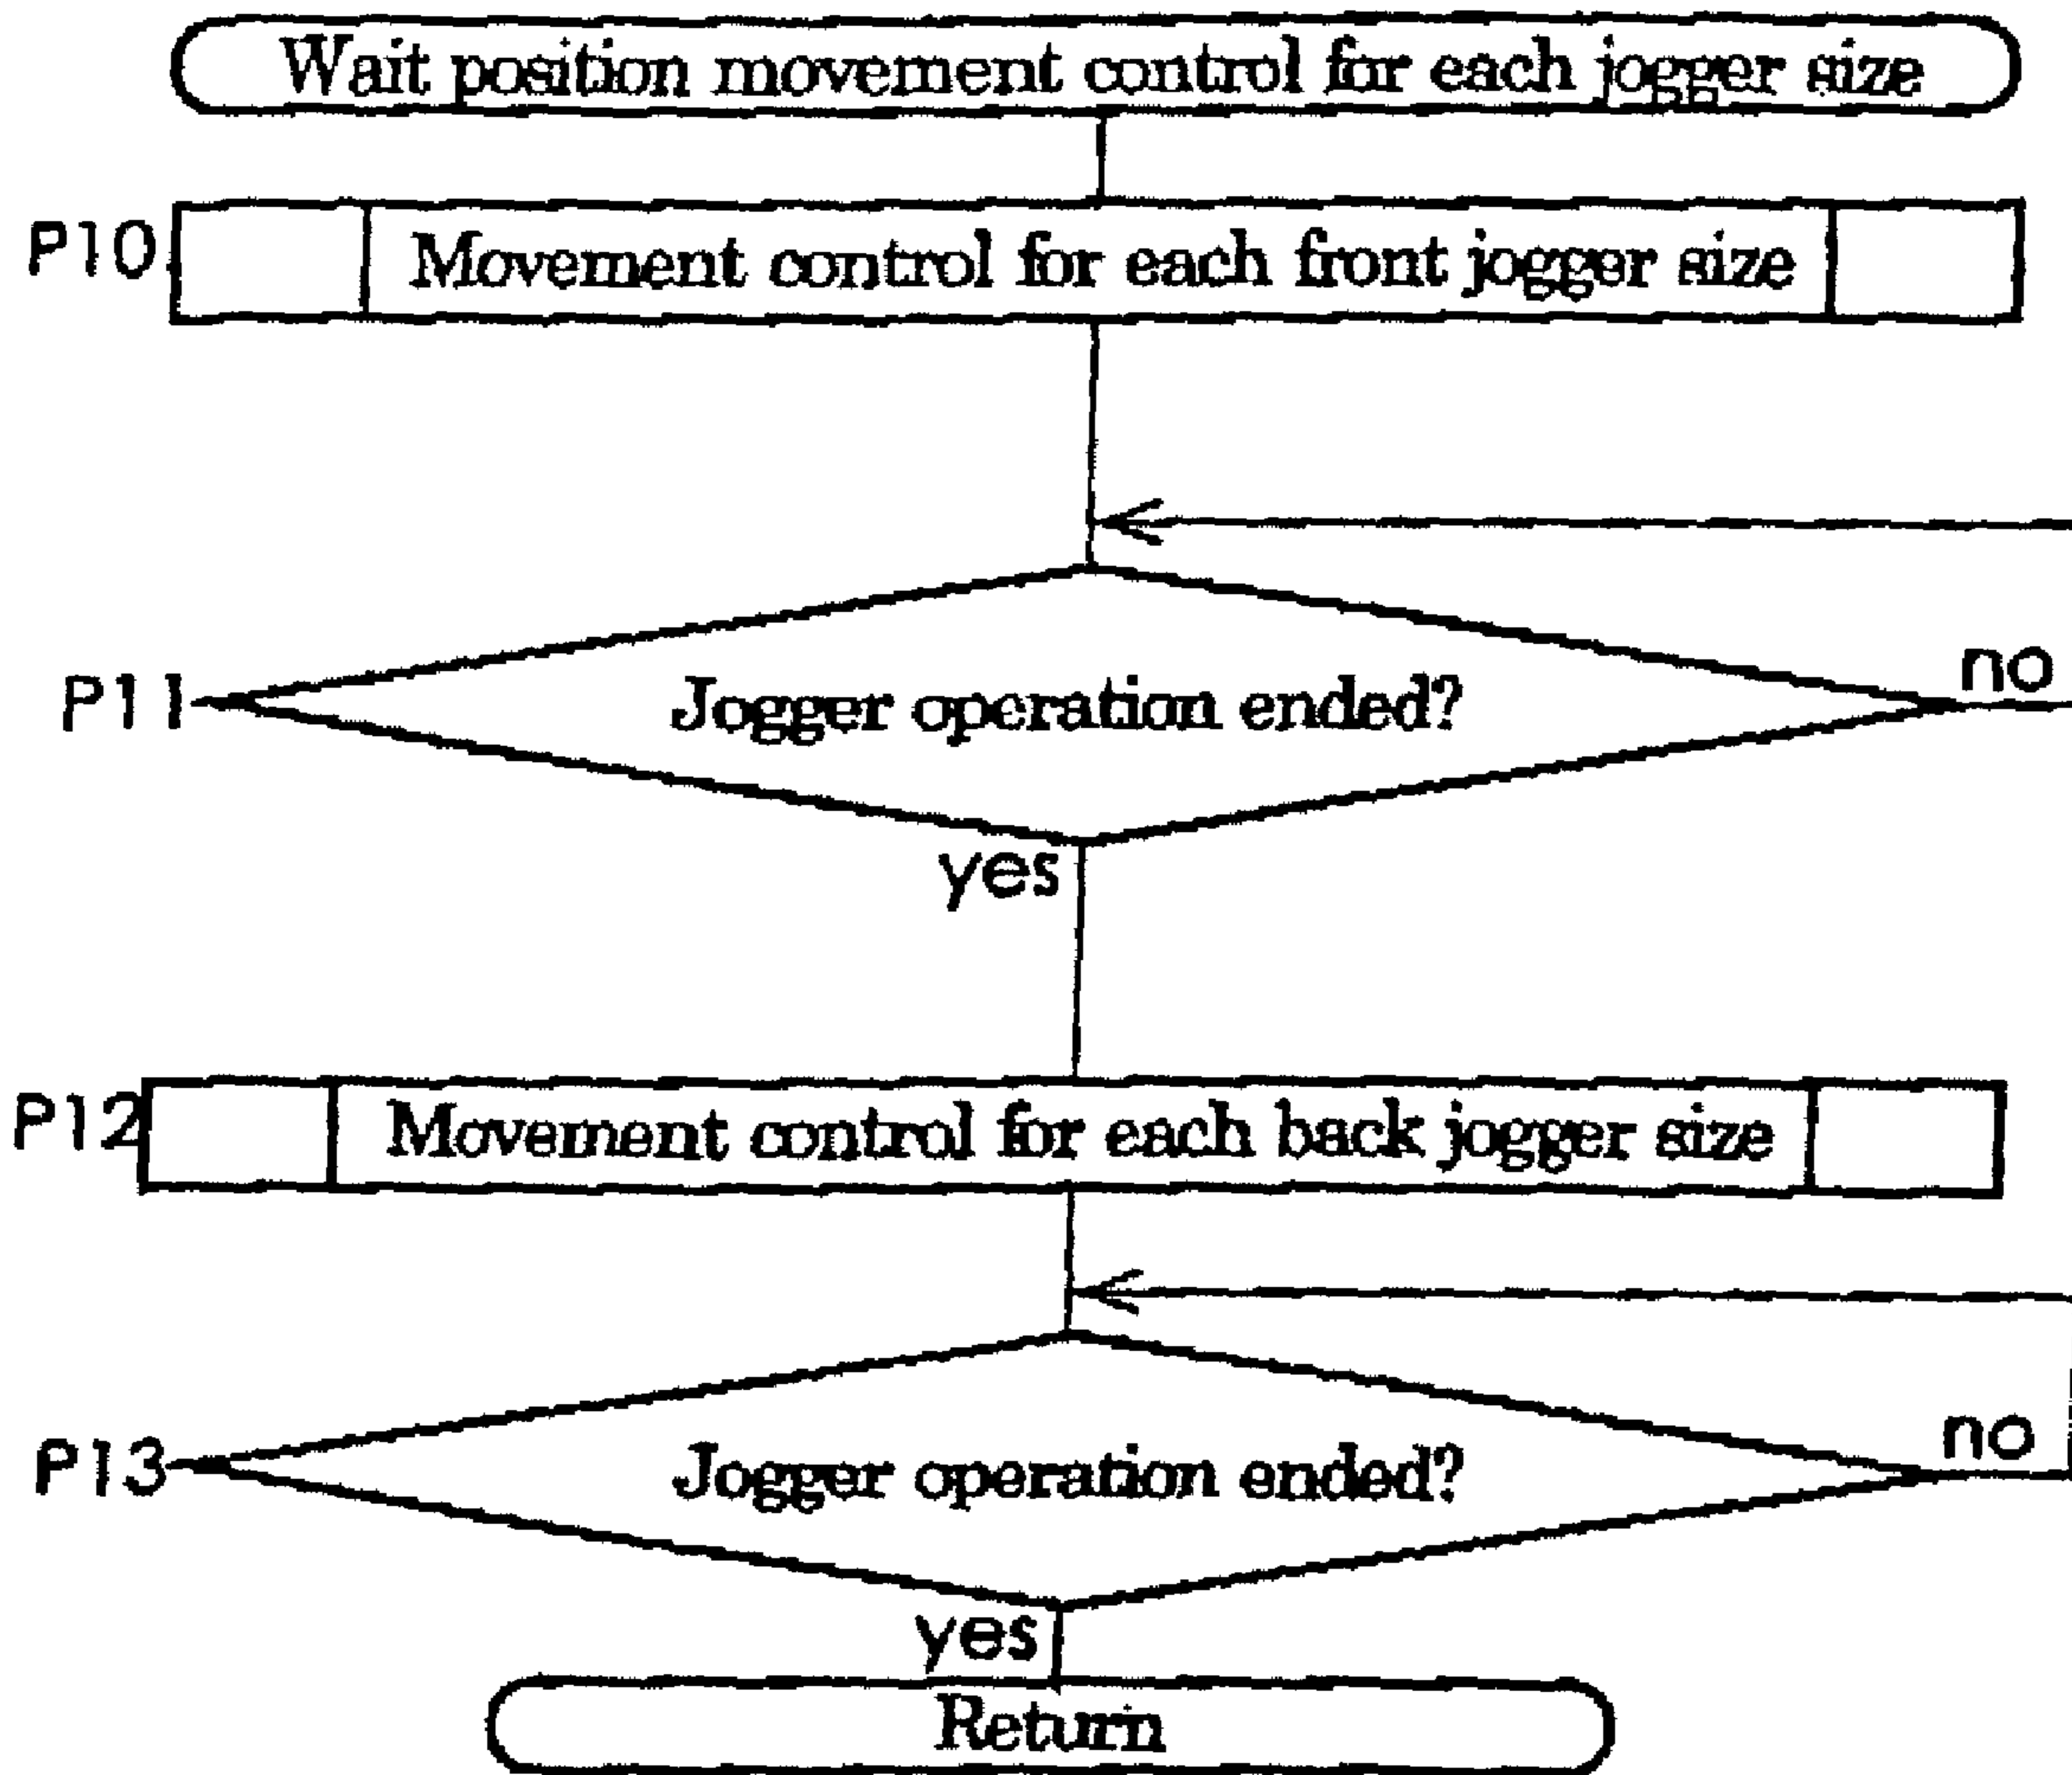 Wait position movement control for each jogger size
P10
Movement control for each front jogger size
P11
Jogger operation ended?
no
yes
P12
Movement control for each back jogger size
P13
Jogger operation ended?
no
yes
Return